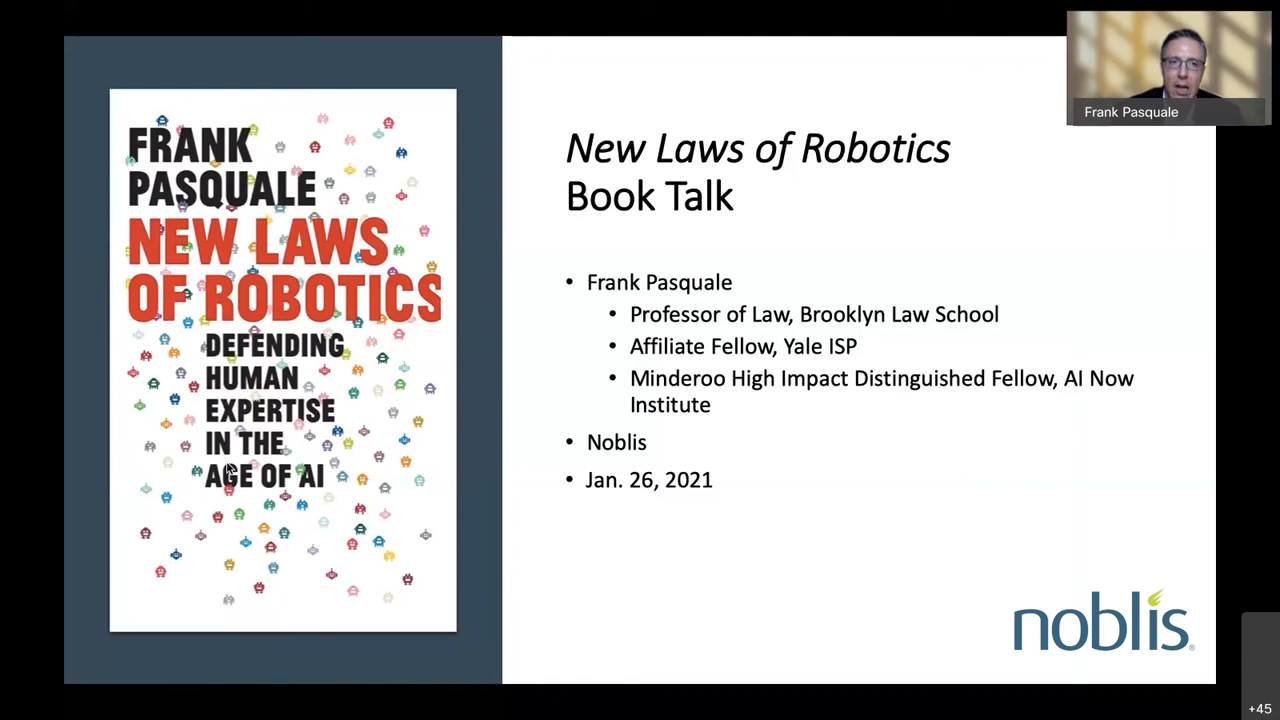 FRANK
PASQUALE
NEW LAWS
OF ROBOTICS
DEFENDING
HUMAN
EXPERTISE
IN THE
AGE OF AI
New Laws of Robotics
Book Talk
• Frank Pasquale
• Professor of Law, Brooklyn Law School
• Affiliate Fellow, Yale ISP
• Minderoo High Impact Distinguished Fellow, AI Now
Institute
• Noblis
• Jan. 26, 2021
noblis®
Frank Pasquale
+45